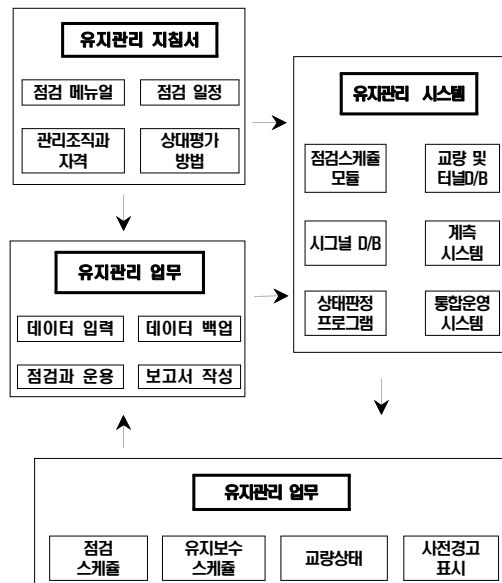 유지관리 지침서
점검 메뉴얼
점검 일정
관리조직과
자격
상대평가
방법
유지관리 시스템
점검스케쥴
모듈
교량 및
터널D/B
시그널 D/B
계측
시스템
상태판정
프로그램
통합운영
시스템
유지관리 업무
데이터 입력
데이터 백업
점검과 운용
보고서 작성
유지관리 업무
점검
스케쥴
유지보수
스케쥴
교량상태
사전경고
표시